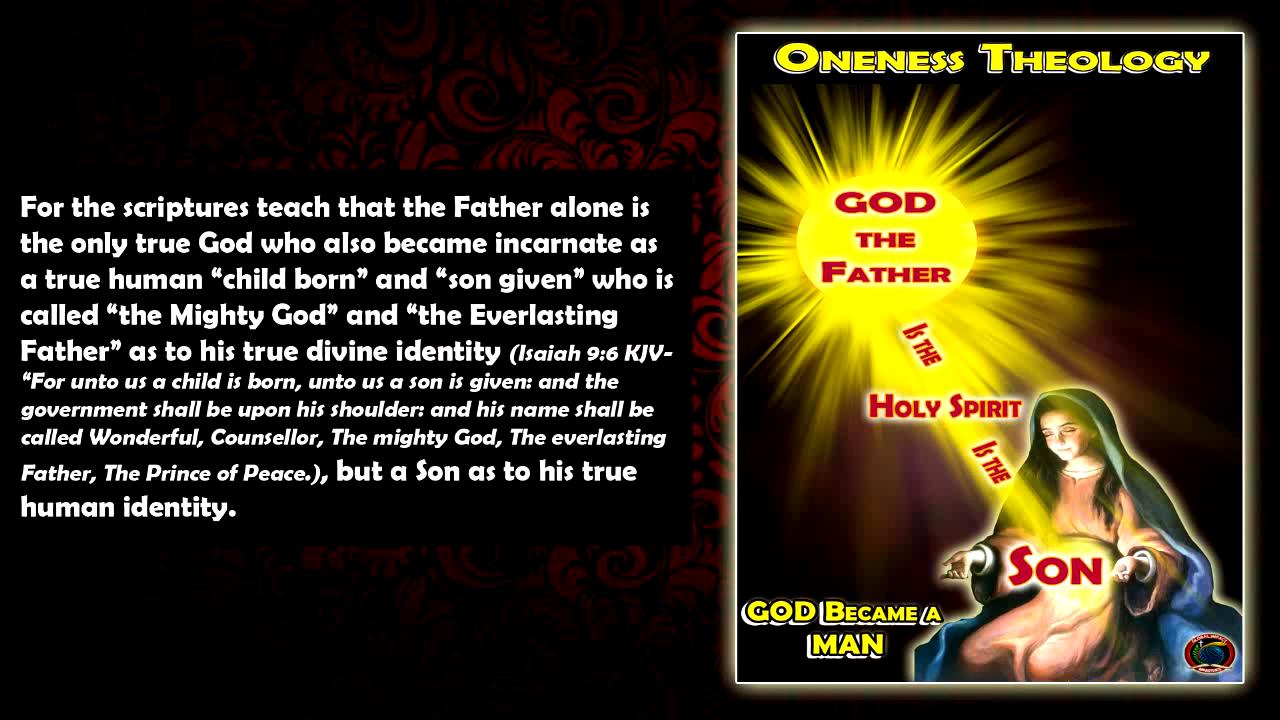 For the scriptures teach that the Father alone is
the only true God who also became incarnate as
a true human “child born” and “son given” who is
called “the Mighty God” and “the Everlasting
Father” as to his true divine identity (Isaiah 9:6 KJV-
“For unto us a child is born, unto us a son is given: and the
government shall be upon his shoulder: and his name shall be
called Wonderful, Counsellor, The mighty God, The everlasting
Father, The Prince of Peace.), but a Son as to his true
human identity.
ONENESS THEOLOGY
GOD
THE
FATHER
IS THE
HOLY SPIRIT
IS THE
SON
GOD BECAME A
MAN
GLOBAL IMPACT
MINISTRIES